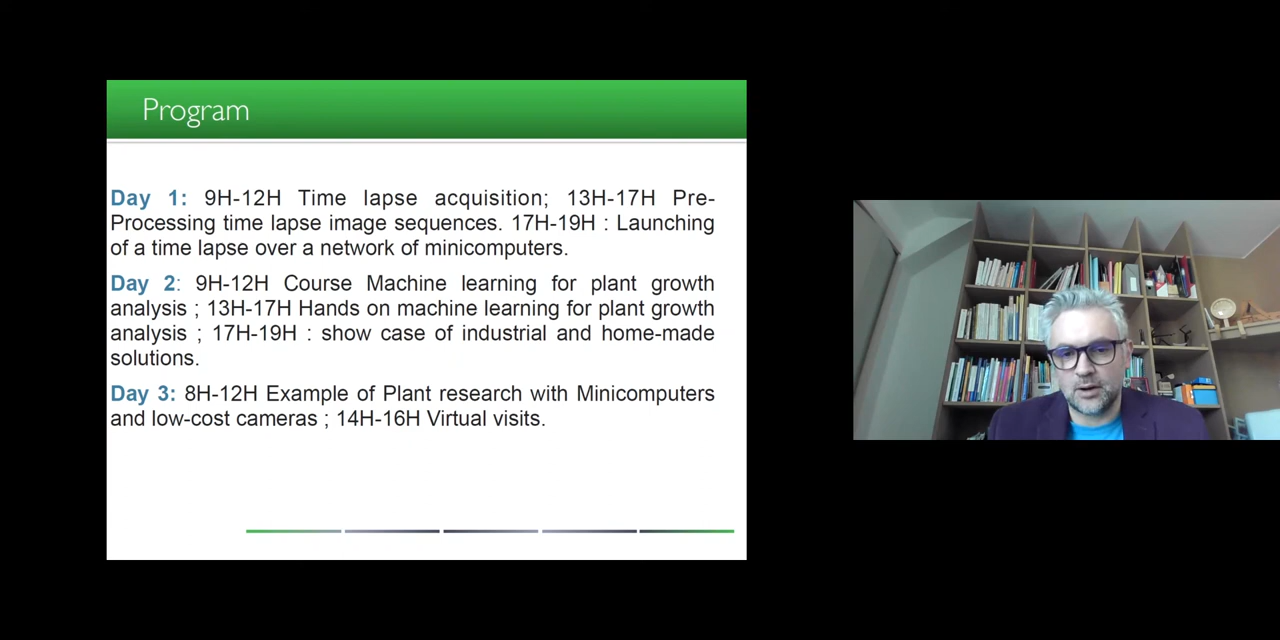 Program
Day 1: 9H-12H Time lapse acquisition; 13H-17H Pre-
Processing time lapse image sequences. 17H-19H : Launching
of a time lapse over a network of minicomputers.
Day 2: 9H-12H Course Machine learning for plant growth
analysis ; 13H-17H Hands on machine learning for plant growth
analysis ; 17H-19H : show case of industrial and home-made
solutions.
Day 3: 8H-12H Example of Plant research with Minicomputers
and low-cost cameras ; 14H-16H Virtual visits.